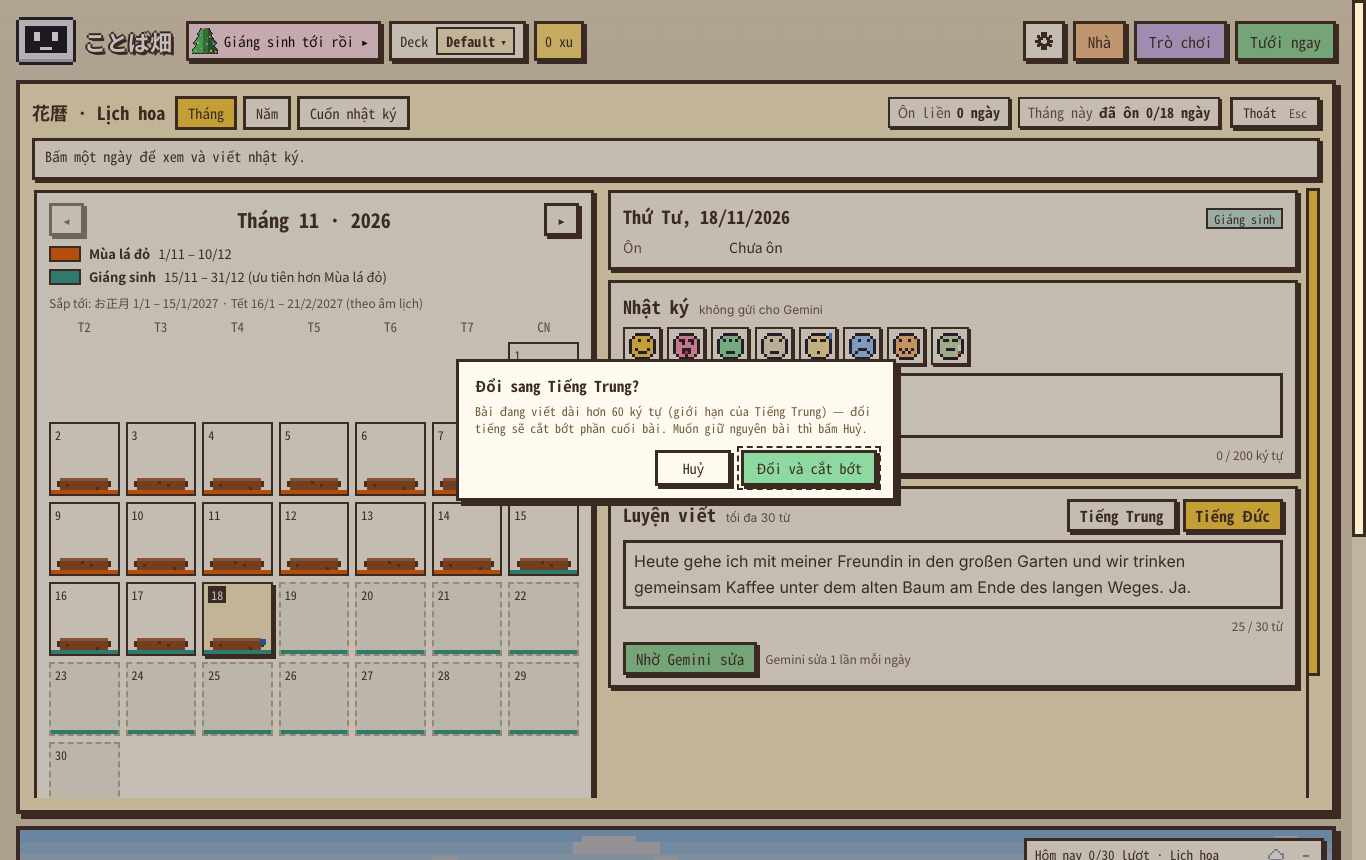 ことば畑
Giáng sinh tới rồi ▸
Deck Default ▾
0 xu
Nhà
Trò chơi
Tưới ngay
花暦 · Lịch hoa
Tháng
Năm
Cuốn nhật ký
Ôn liền 0 ngày
Tháng này đã ôn 0/18 ngày
Thoát Esc
Bấm một ngày để xem và viết nhật ký.
◂
Tháng 11 · 2026
▸
Mùa lá đỏ 1/11 – 10/12
Giáng sinh 15/11 – 31/12 (ưu tiên hơn Mùa lá đỏ)
Sắp tới: お正月 1/1 – 15/1/2027 · Tết 16/1 – 21/2/2027 (theo âm lịch)
T2 T3 T4 T5 T6 T7 CN
1
2 3 4 5 6 7
9 10 11 12 13 14 15
16 17 18 19 20 21 22
23 24 25 26 27 28 29
30
Thứ Tư, 18/11/2026
Giáng sinh
Ôn Chưa ôn
Nhật ký không gửi cho Gemini
0 / 200 ký tự
Đổi sang Tiếng Trung?
Bài đang viết dài hơn 60 ký tự (giới hạn của Tiếng Trung) — đổi
tiếng sẽ cắt bớt phần cuối bài. Muốn giữ nguyên bài thì bấm Huỷ.
Huỷ
Đổi và cắt bớt
Luyện viết tối đa 30 từ
Tiếng Trung
Tiếng Đức
Heute gehe ich mit meiner Freundin in den großen Garten und wir trinken
gemeinsam Kaffee unter dem alten Baum am Ende des langen Weges. Ja.
25 / 30 từ
Nhờ Gemini sửa
Gemini sửa 1 lần mỗi ngày
Hôm nay 0/30 lượt · Lịch hoa
–